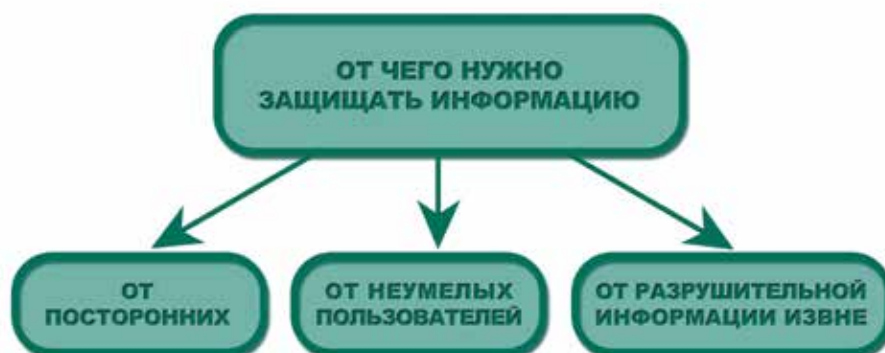 ОТ ЧЕГО НУЖНО
ЗАЩИЩАТЬ ИНФОРМАЦИЮ
ОТ
ПОСТОРОННИХ
ОТ НЕУМЕЛЫХ
ПОЛЬЗОВАТЕЛЕЙ
ОТ РАЗРУШИТЕЛЬНОЙ
ИНФОРМАЦИИ ИЗВНЕ